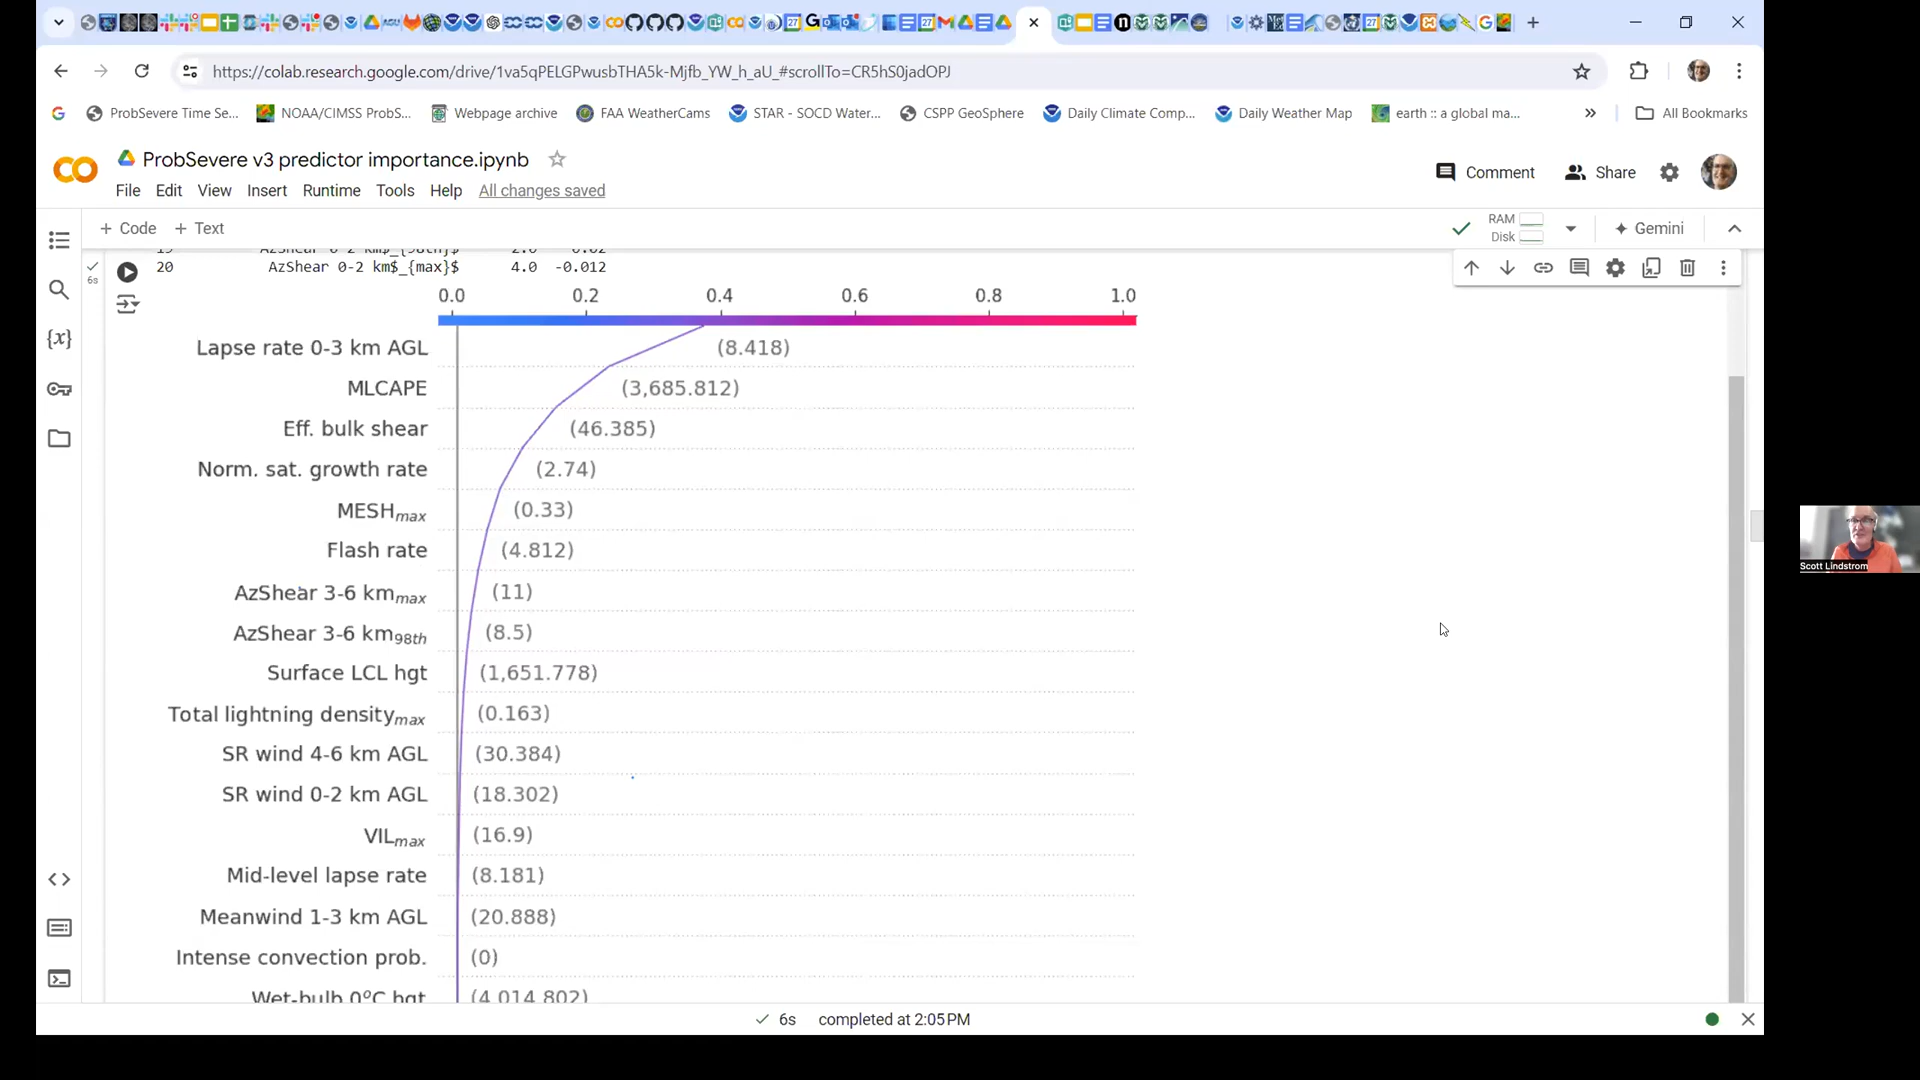 https://colab.research.google.com/drive/1va5qPELGPwusbTHA5k-Mjfb_YW_h_aU_#scrollTo=CR5hS0jadOPJ
ProbSevere Time Se...
NOAA/CIMSS ProbS...
Webpage archive
FAA WeatherCams
STAR - SOCD Water...
CSPP GeoSphere
Daily Climate Comp...
Daily Weather Map
earth :: a global ma...
All Bookmarks
ProbSevere v3 predictor importance.ipynb
Comment
Share
File Edit View Insert Runtime Tools Help All changes saved
+ Code + Text
RAM
Disk
Gemini
20 AzShear 0-2 km$_{max}$ 4.0 -0.012
6s
0.0 0.2 0.4 0.6 0.8 1.0
Lapse rate 0-3 km AGL (8.418)
MLCAPE (3,685.812)
Eff. bulk shear (46.385)
Norm. sat. growth rate (2.74)
MESHmax (0.33)
Flash rate (4.812)
AzShear 3-6 kmmax (11)
AzShear 3-6 km98th (8.5)
Surface LCL hgt (1,651.778)
Total lightning densitymax (0.163)
SR wind 4-6 km AGL (30.384)
SR wind 0-2 km AGL (18.302)
VILmax (16.9)
Mid-level lapse rate (8.181)
Meanwind 1-3 km AGL (20.888)
Intense convection prob. (0)
Wet-bulb 0°C hgt (4,014.802)
6s completed at 2:05 PM
Scott Lindstrom